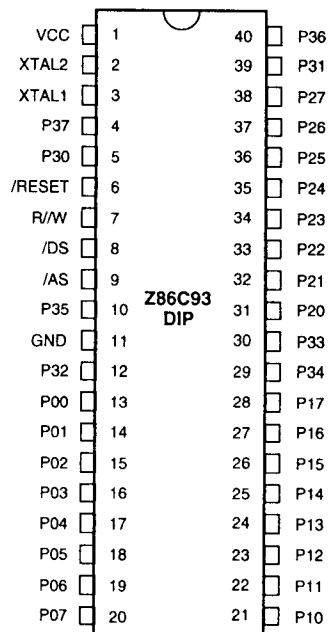 VCC 1 40 P36
XTAL2 2 39 P31
XTAL1 3 38 P27
P37 4 37 P26
P30 5 36 P25
/RESET 6 35 P24
R//W 7 34 P23
/DS 8 33 P22
/AS 9 32 P21
P35 10 Z86C93 31 P20
DIP
GND 11 30 P33
P32 12 29 P34
P00 13 28 P17
P01 14 27 P16
P02 15 26 P15
P03 16 25 P14
P04 17 24 P13
P05 18 23 P12
P06 19 22 P11
P07 20 21 P10